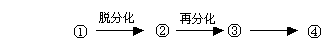 脱分化 再分化
① ② ③ ④